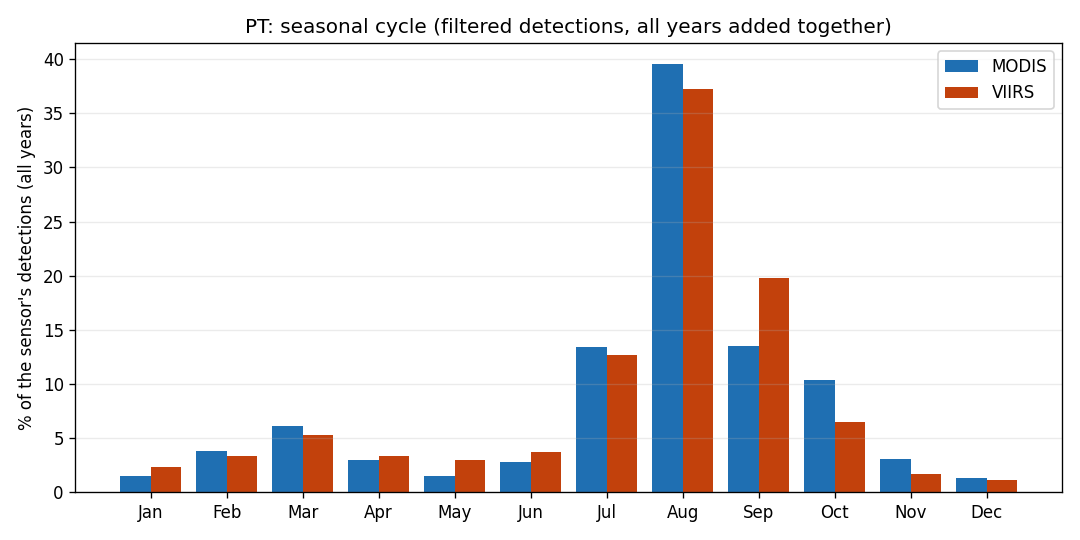 PT: seasonal cycle (filtered detections, all years added together)
MODIS
VIIRS
% of the sensor's detections (all years)
40
35
30
25
20
15
10
5
0
Jan Feb Mar Apr May Jun Jul Aug Sep Oct Nov Dec